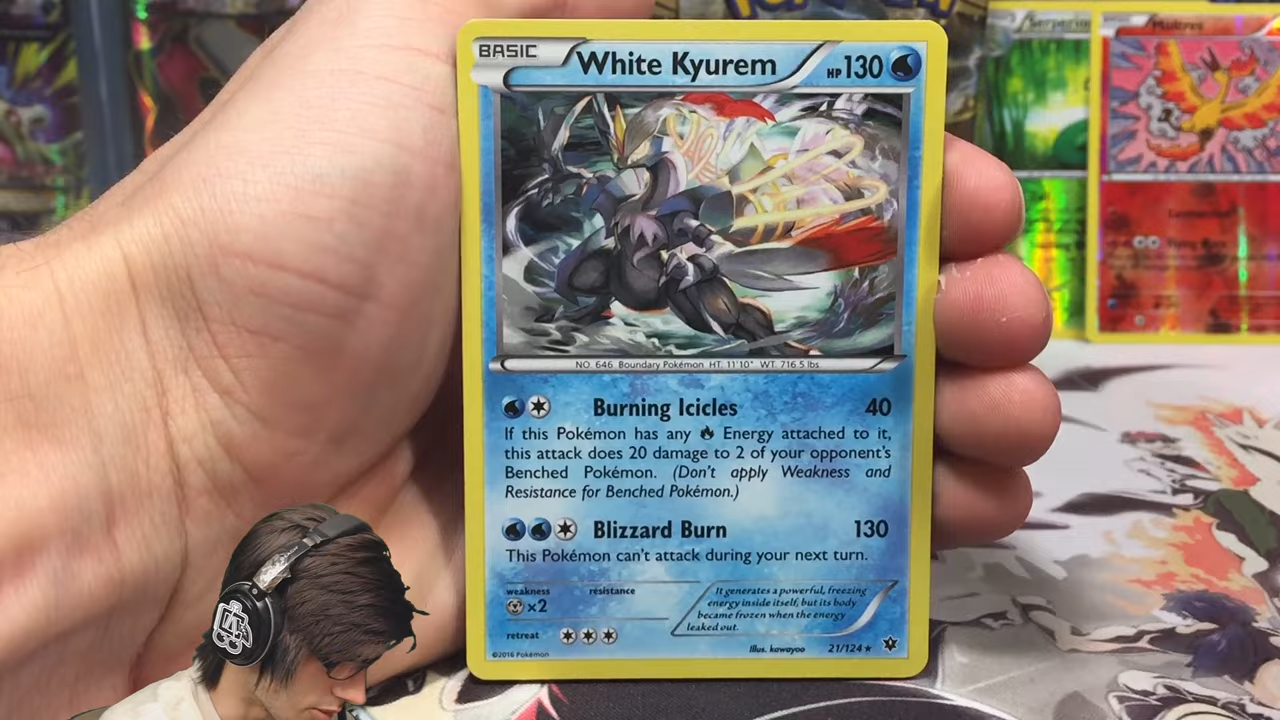 BASIC
White Kyurem
HP 130
NO. 646 Boundary Pokémon HT. 11'10" WT. 716.5 lbs.
Burning Icicles 40
If this Pokémon has any Energy attached to it,
this attack does 20 damage to 2 of your opponent's
Benched Pokémon. (Don't apply Weakness and
Resistance for Benched Pokémon.)
Blizzard Burn 130
This Pokémon can't attack during your next turn.
weakness resistance
×2
It generates a powerful, freezing
energy inside itself, but its body
became frozen when the energy
leaked out.
retreat
©2016 Pokémon
Illus. kawayoo
21/124
Moltres